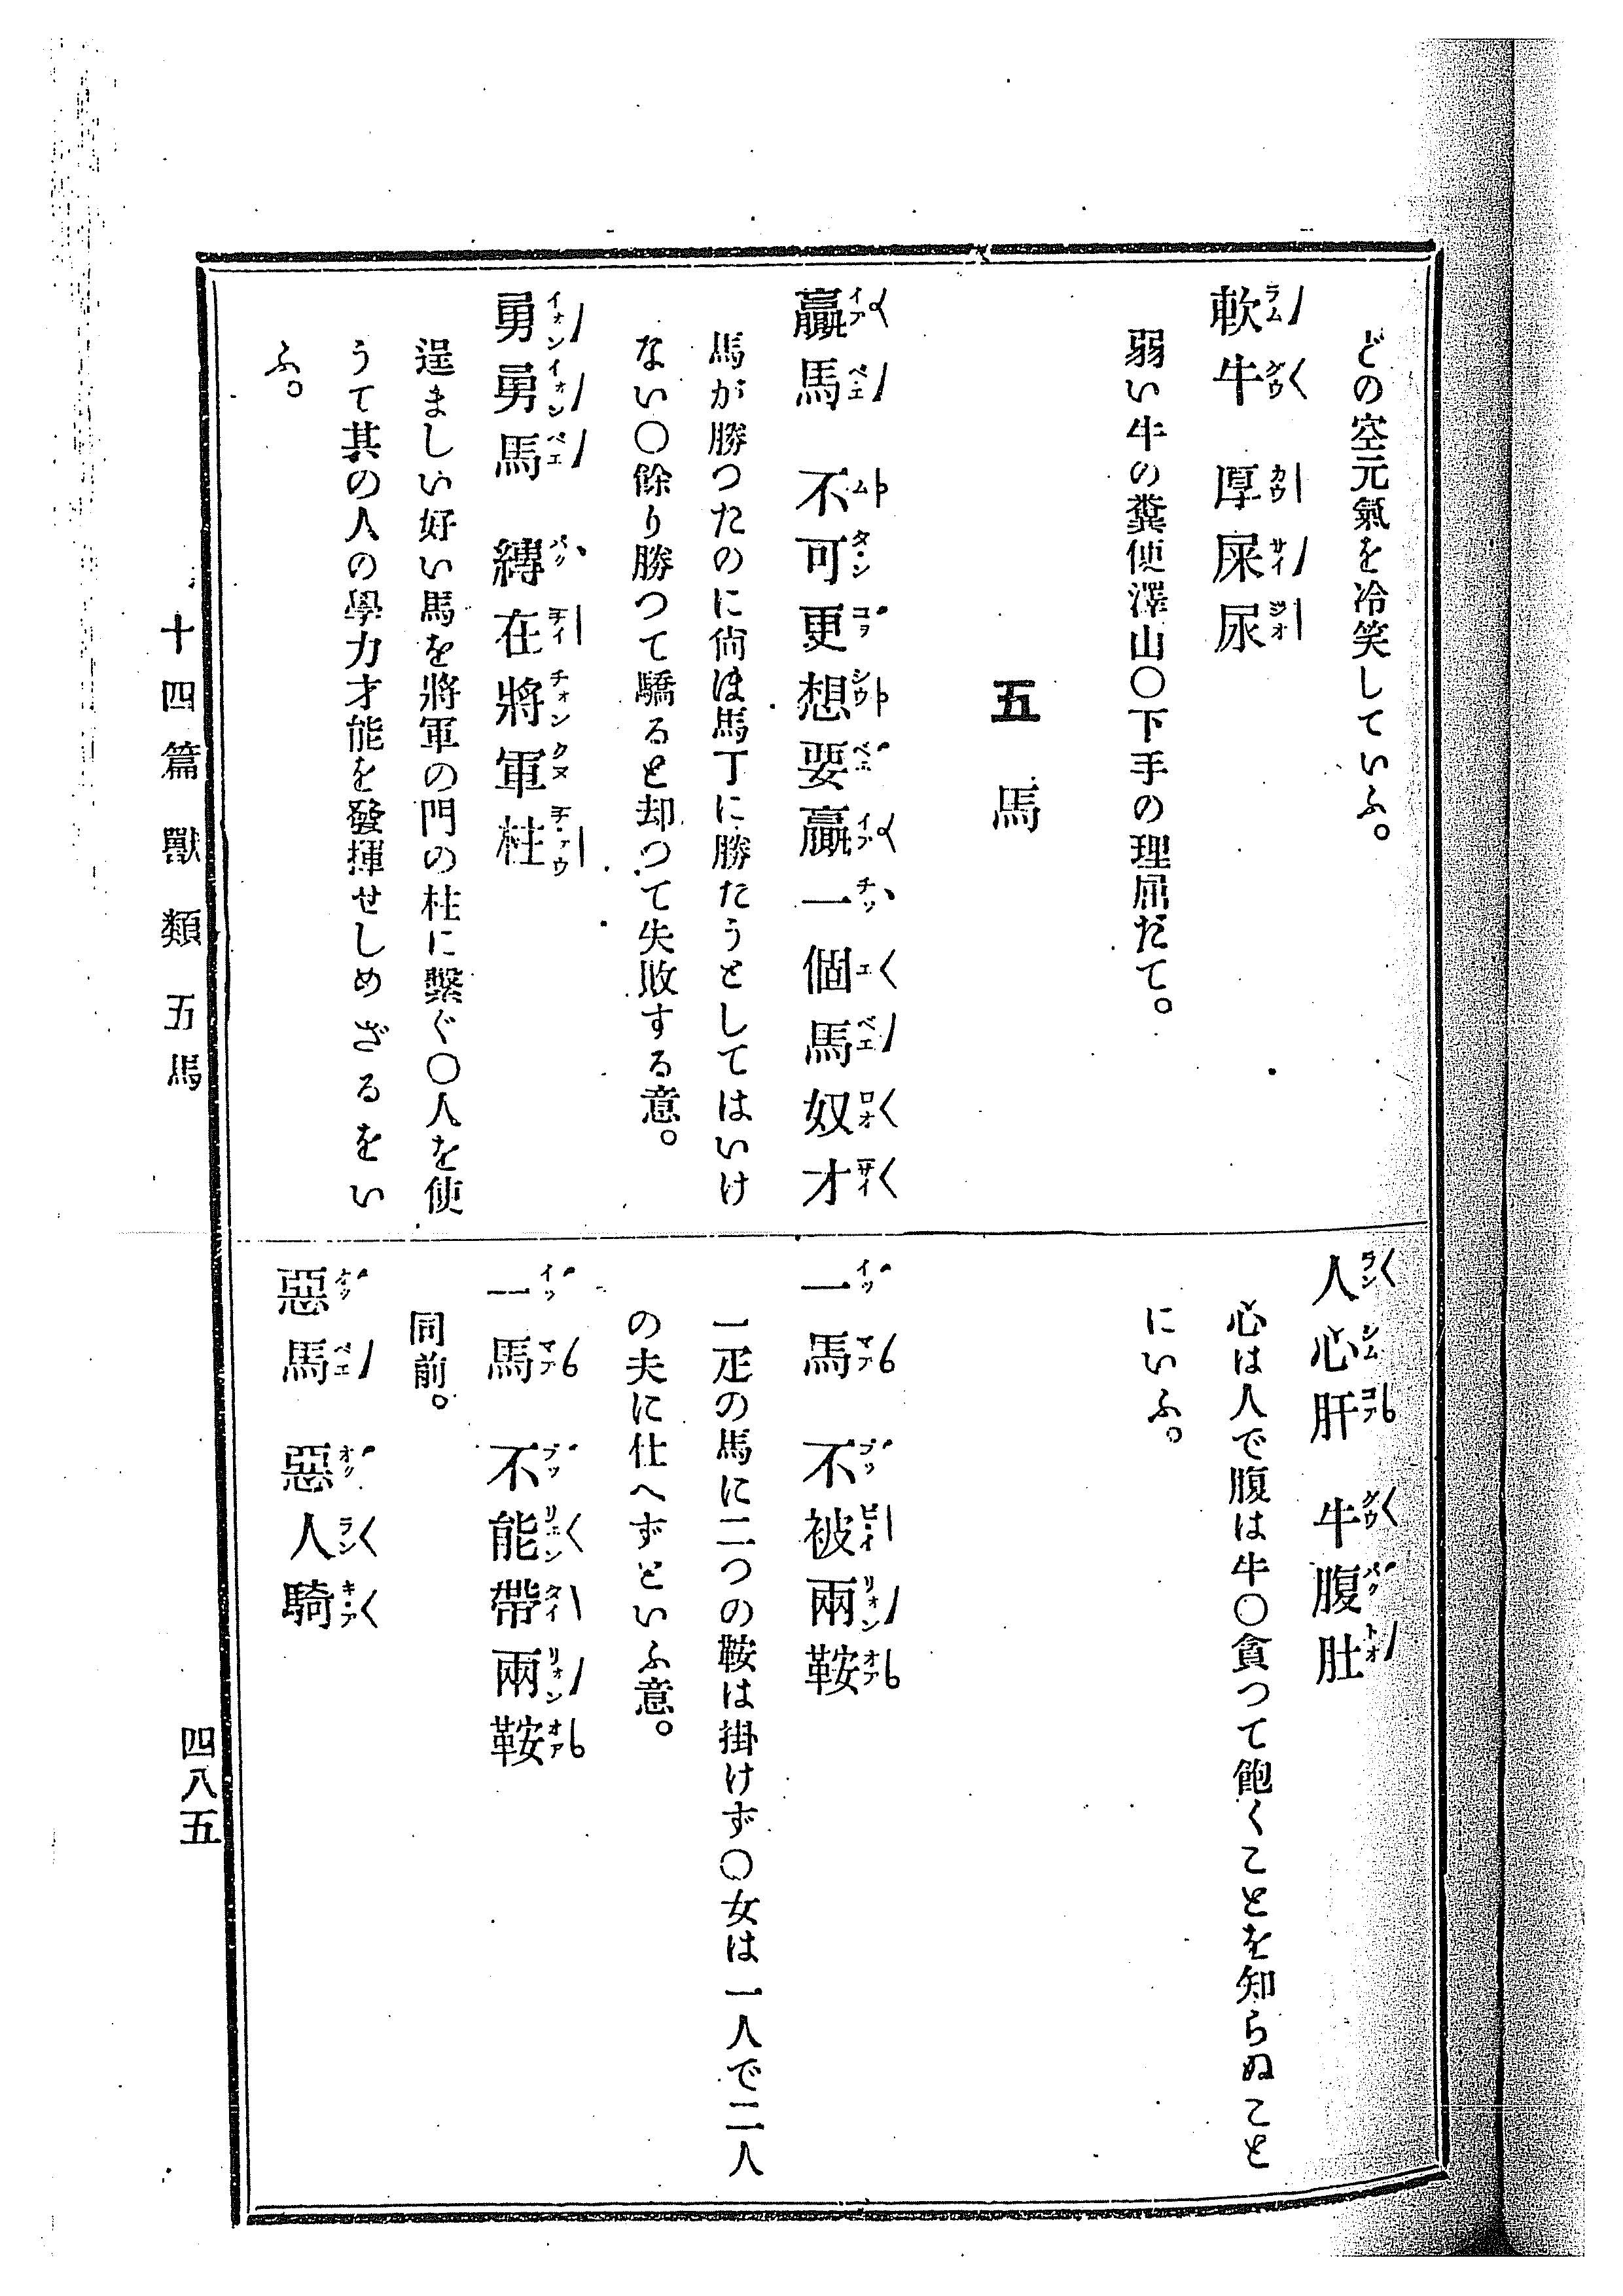 どの空元氣を冷笑していふ。
軟牛 厚屎尿
弱い牛の糞便澤山〇下手の理屈だて。
五 馬
贏馬 不可更想要贏一個馬奴才
馬が勝つたのに尙ほ馬丁に勝たうとしてはいけ
ない〇餘り勝つて驕ると却つて失敗する意。
勇勇馬 縛在將軍柱
逞ましい好い馬を將軍の門の柱に繫ぐ〇人を使
うて其の人の學力才能を發揮せしめざるをい
ふ。
人心肝 牛腹肚
心は人で腹は牛〇貪つて飽くことを知らぬこと
にいふ。
一馬 不被兩鞍
一疋の馬に二つの鞍は掛けず〇女は一人で二人
の夫に仕へずといふ意。
一馬 不能帶兩鞍
同前。
惡馬 惡人騎
十四篇 獸類 五馬
四八五